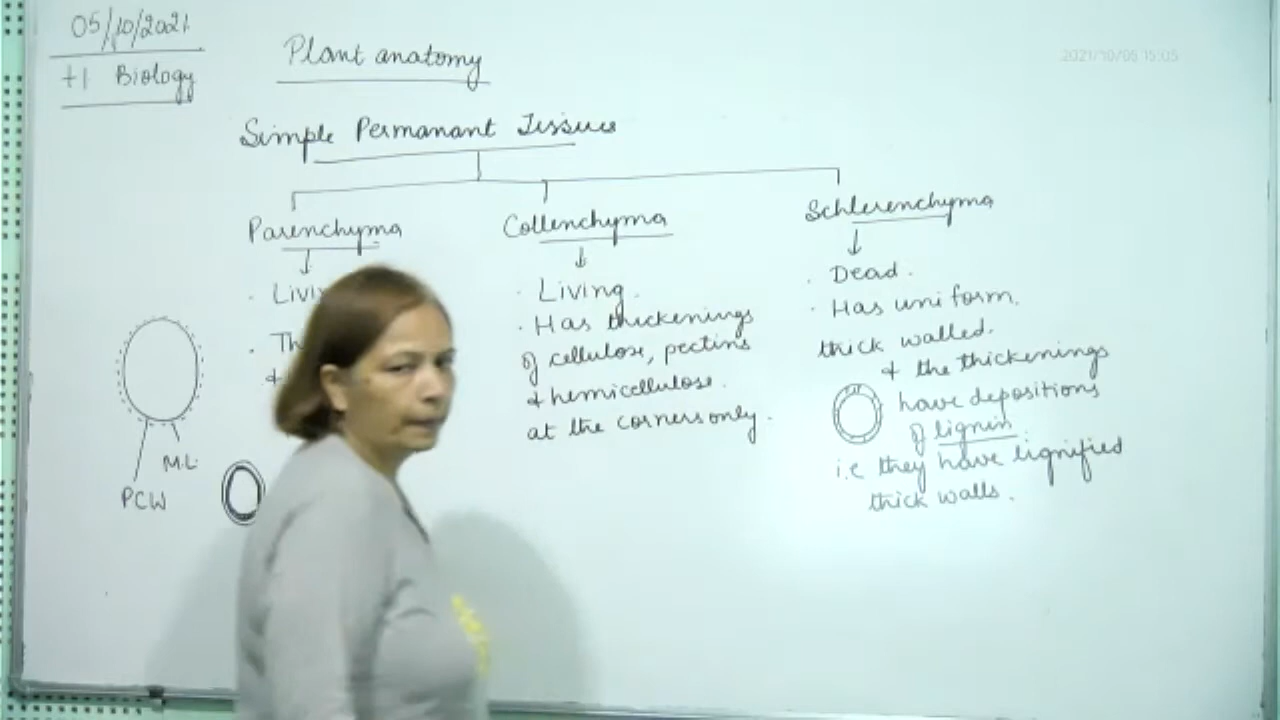 05/10/2021
+1 Biology
Plant anatomy
2021/10/05 15:05
Simple Permanant Tissues
Parenchyma
Collenchyma
Schlerenchyma
· Livi
· Th
+
ML
PCW
· Living.
· Has thickenings
of cellulose, pectins
& hemicellulose.
at the corners only.
· Dead.
· Has uniform.
thick walled.
& the thickenings
have depositions
of lignin
i.e they have lignified
thick walls.